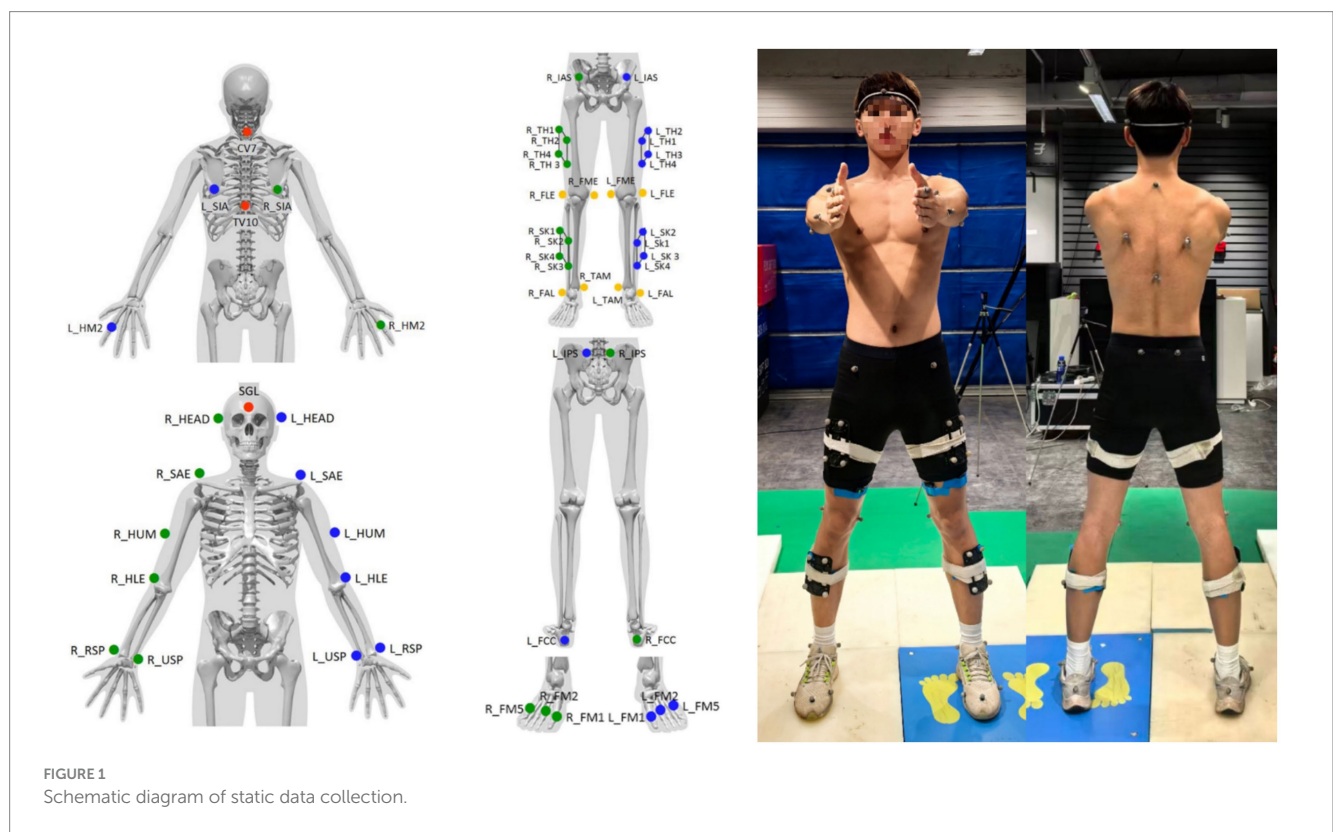 CV7
L_SIA R_SIA
TV10
L_HM2 R_HM2
SGL
R_HEAD L_HEAD
R_SAE L_SAE
R_HUM L_HUM
R_HLE L_HLE
R_RSP L_RSP
R_USP L_USP
R_IAS L_IAS
R_TH1 L_TH2
R_TH2 L_TH1
R_TH4 L_TH3
R_TH 3 L_TH4
R_FME L_FME
R_FLE L_FLE
R_SK1 L_SK2
R_SK2 L_Sk1
R_SK4 L_SK 3
R_SK3 L_SK4
R_TAM
R_FAL L_FAL
L_TAM
L_IPS R_IPS
L_FCC R_FCC
R_FM2 L_FM2
R_FM5 L_FM5
R_FM1 L_FM1
FIGURE 1
Schematic diagram of static data collection.